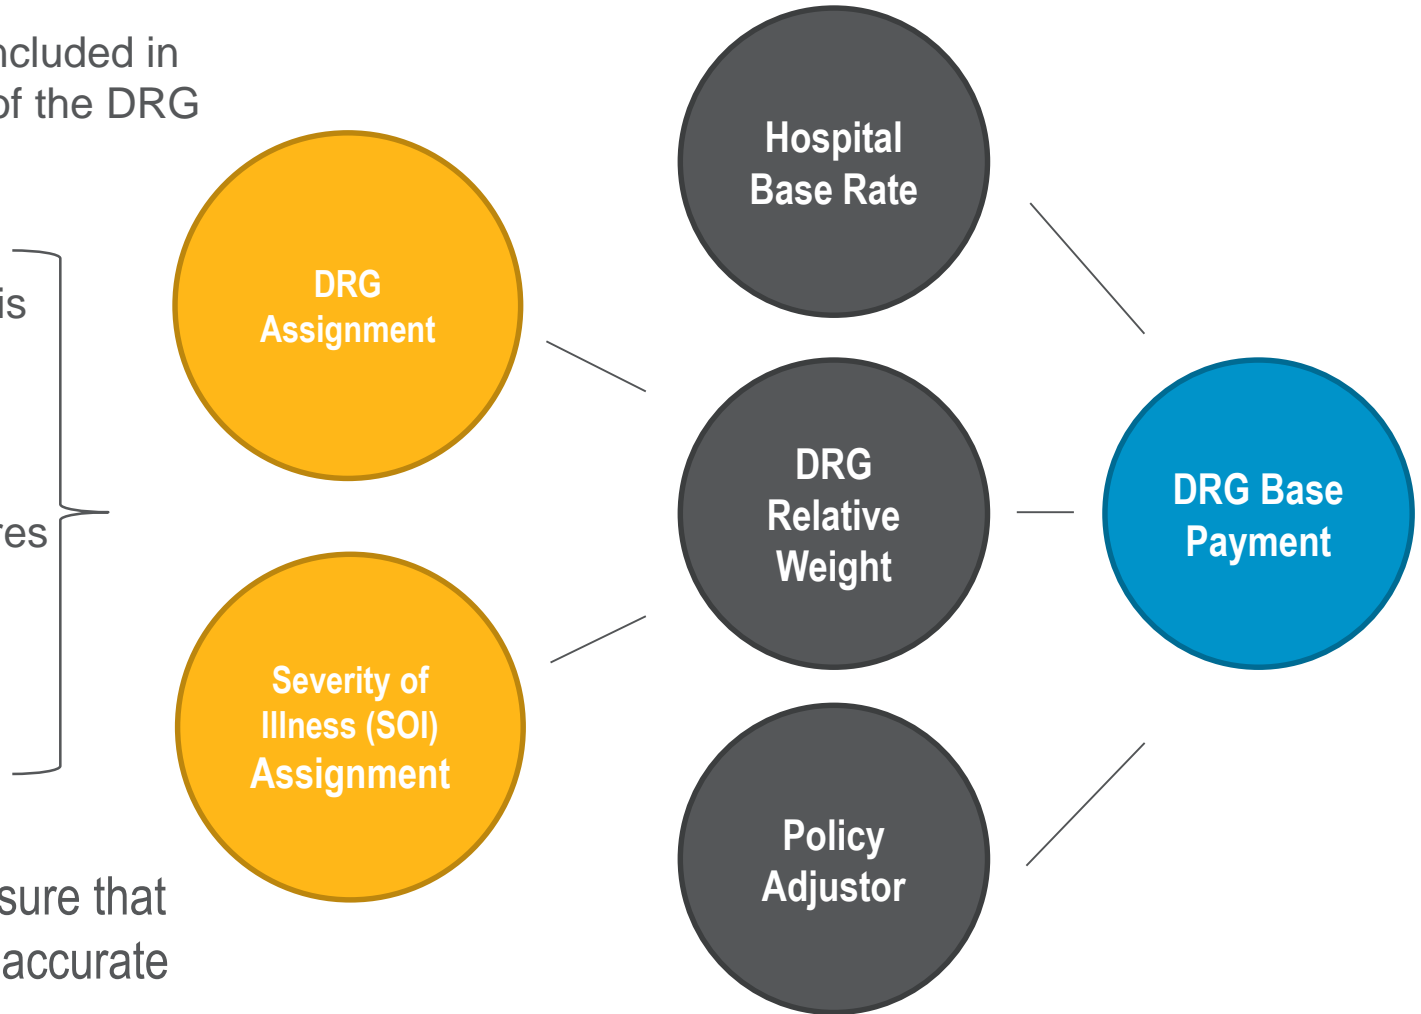 ncluded in
of the DRG
is
res
sure that
accurate
DRG
Assignment
Severity of
Illness (SOI)
Assignment
Hospital
Base Rate
DRG
Relative
Weight
Policy
Adjustor
DRG Base
Payment